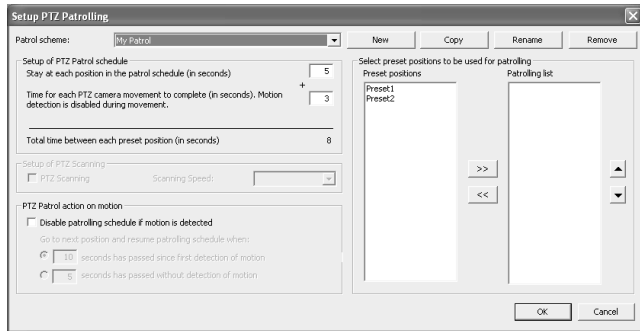 Setup PTZ Patrolling
Patrol scheme: My Patrol New Copy Rename Remove
Setup of PTZ Patrol schedule
Stay at each position in the patrol schedule (in seconds) 5
+
Time for each PTZ camera movement to complete (in seconds). Motion detection is disabled during movement. 3
Total time between each preset position (in seconds) 8
Setup of PTZ Scanning
PTZ Scanning Scanning Speed:
PTZ Patrol action on motion
Disable patrolling schedule if motion is detected
Go to next position and resume patrolling schedule when:
10 seconds has passed since first detection of motion
5 seconds has passed without detection of motion
Select preset positions to be used for patrolling
Preset positions Patrolling list
Preset1
Preset2
>>
<<
OK Cancel